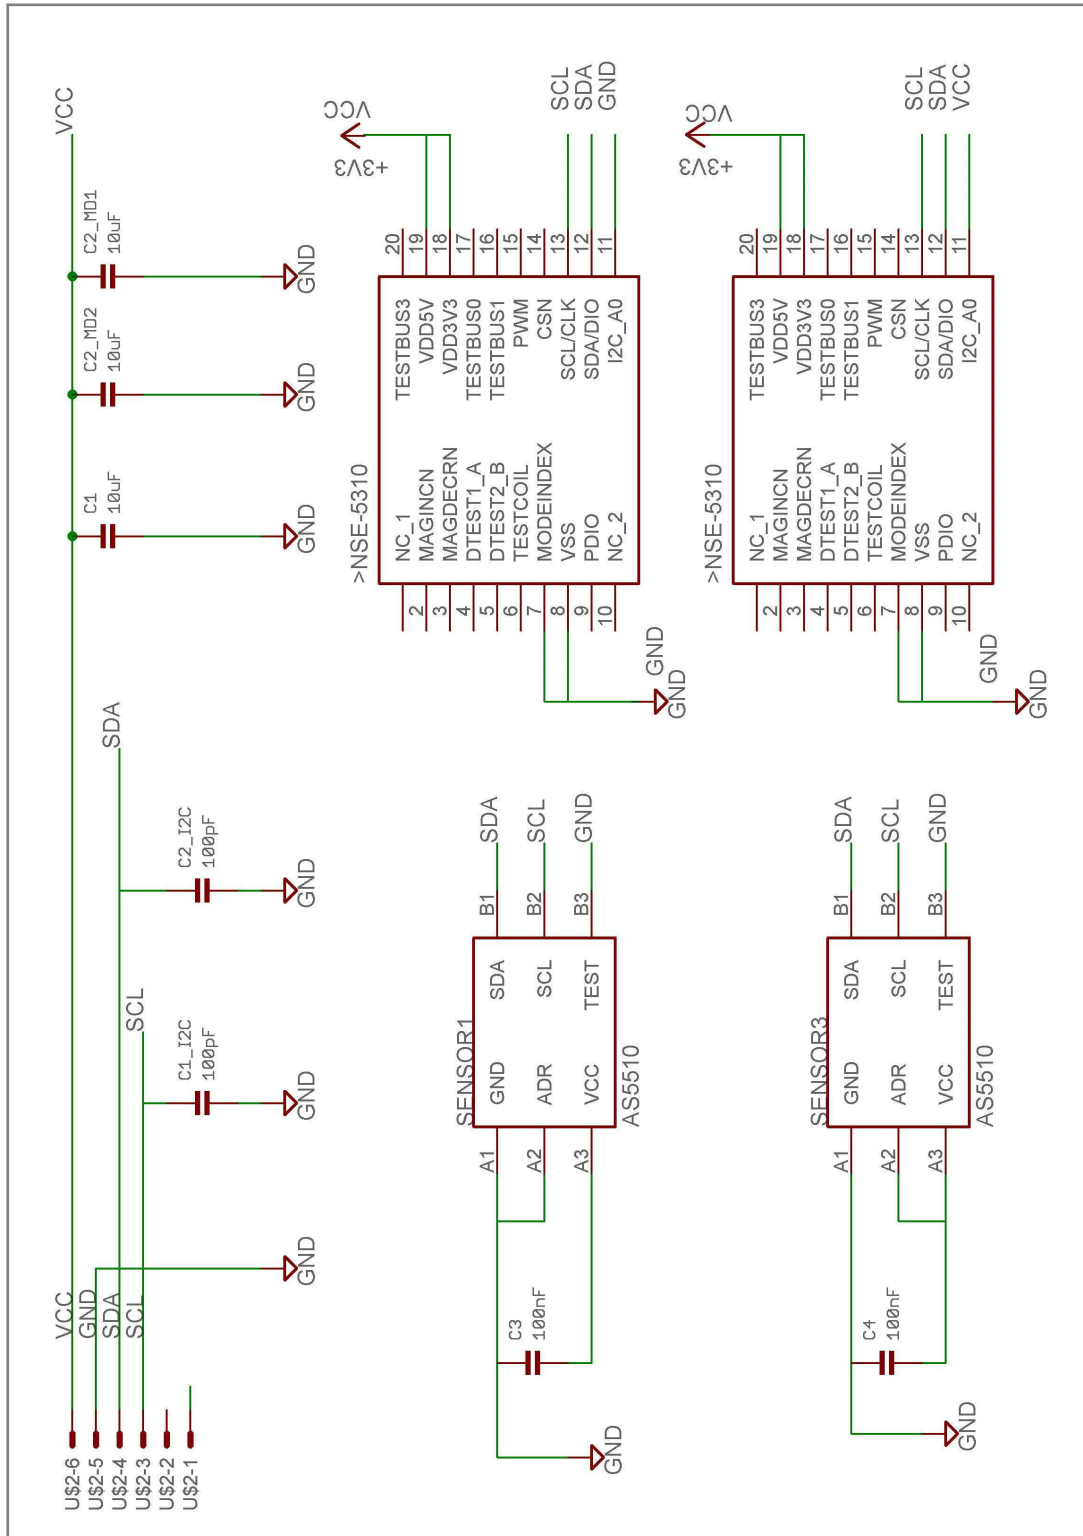 U$2-6
U$2-5
U$2-4
U$2-3
U$2-2
U$2-1
VCC
GND
SDA
SCL
GND
SCL
C1_I2C
100pF
GND
SDA
C2_I2C
100pF
GND
C1
10uF
GND
C2_MD2
10uF
GND
C2_MD1
10uF
GND
VCC
GND
C3
100nF
SENSOR1
A1 GND SDA B1 SDA
A2 ADR SCL B2 SCL
A3 VCC TEST B3 GND
AS5510
>NSE-5310
NC_1 TESTBUS3 20
2 MAGINCN VDD5V 19
3 MAGDECRN VDD3V3 18
4 DTEST1_A TESTBUS0 17
5 DTEST2_B TESTBUS1 16
6 TESTCOIL PWM 15
7 MODEINDEX CSN 14
8 VSS SCL/CLK 13 SCL
9 PDIO SDA/DIO 12 SDA
10 NC_2 I2C_A0 11 GND
GND
GND
VCC
+3V3
GND
C4
100nF
SENSOR3
A1 GND SDA B1 SDA
A2 ADR SCL B2 SCL
A3 VCC TEST B3 GND
AS5510
>NSE-5310
NC_1 TESTBUS3 20
2 MAGINCN VDD5V 19
3 MAGDECRN VDD3V3 18
4 DTEST1_A TESTBUS0 17
5 DTEST2_B TESTBUS1 16
6 TESTCOIL PWM 15
7 MODEINDEX CSN 14
8 VSS SCL/CLK 13 SCL
9 PDIO SDA/DIO 12 SDA
10 NC_2 I2C_A0 11 VCC
GND
GND
VCC
+3V3